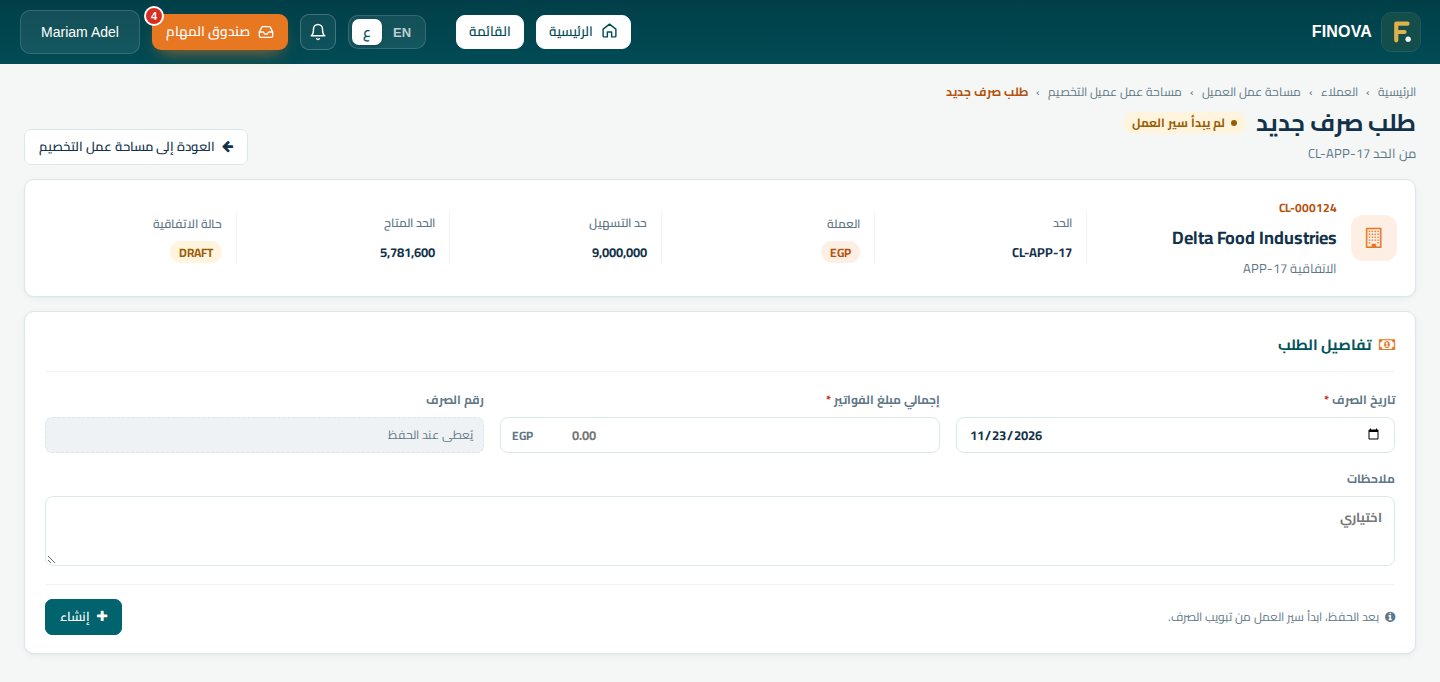 FINOVA
الرئيسية
القائمة
EN
ع
صندوق المهام
4
Mariam Adel
الرئيسية › العملاء › مساحة عمل العميل › مساحة عمل عميل التخصيم › طلب صرف جديد
طلب صرف جديد
لم يبدأ سير العمل
من الحد CL-APP-17
العودة إلى مساحة عمل التخصيم
CL-000124
Delta Food Industries
الاتفاقية APP-17
الحد
CL-APP-17
العملة
EGP
حد التسهيل
9,000,000
الحد المتاح
5,781,600
حالة الاتفاقية
DRAFT
تفاصيل الطلب
تاريخ الصرف *
11/23/2026
إجمالي مبلغ الفواتير *
0.00
EGP
رقم الصرف
يُعطى عند الحفظ
ملاحظات
اختياري
بعد الحفظ، ابدأ سير العمل من تبويب الصرف.
إنشاء